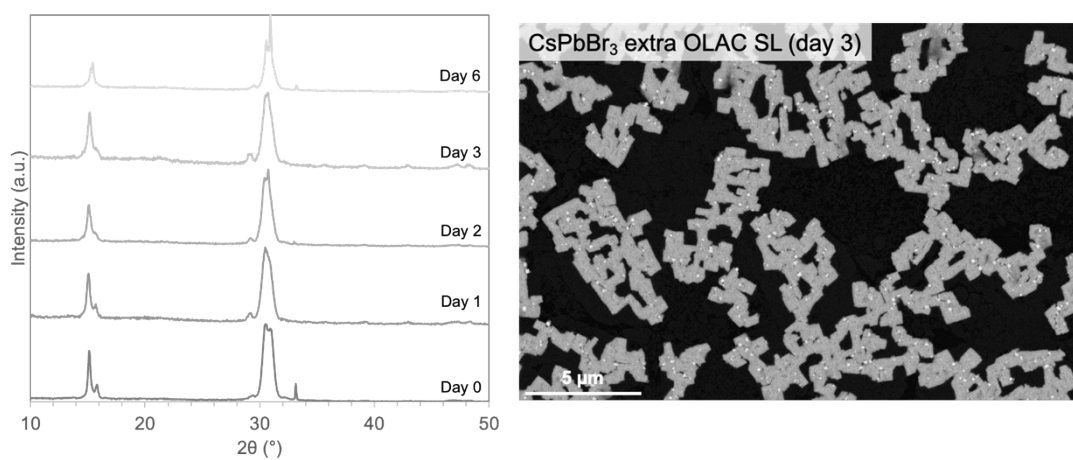 Intensity (a.u.)
Day 6
Day 3
Day 2
Day 1
Day 0
10
20
30
40
50
2θ (°)
CsPbBr₃ extra OLAC SL (day 3)
5 µm